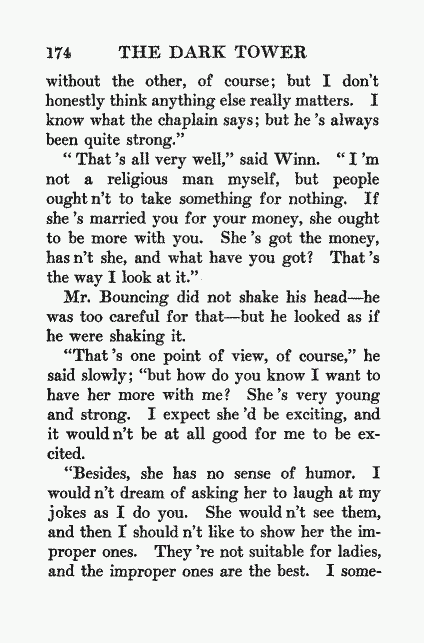 174 THE DARK TOWER
without the other, of course; but I don't
honestly think anything else really matters. I
know what the chaplain says; but he 's always
been quite strong."
" That 's all very well," said Winn. " I 'm
not a religious man myself, but people
ought n't to take something for nothing. If
she 's married you for your money, she ought
to be more with you. She 's got the money,
has n't she, and what have you got? That 's
the way I look at it."
Mr. Bouncing did not shake his head—he
was too careful for that—but he looked as if
he were shaking it.
"That 's one point of view, of course," he
said slowly; "but how do you know I want to
have her more with me? She 's very young
and strong. I expect she 'd be exciting, and
it would n't be at all good for me to be ex-
cited.
"Besides, she has no sense of humor. I
would n't dream of asking her to laugh at my
jokes as I do you. She would n't see them,
and then I should n't like to show her the im-
proper ones. They 're not suitable for ladies,
and the improper ones are the best. I some-